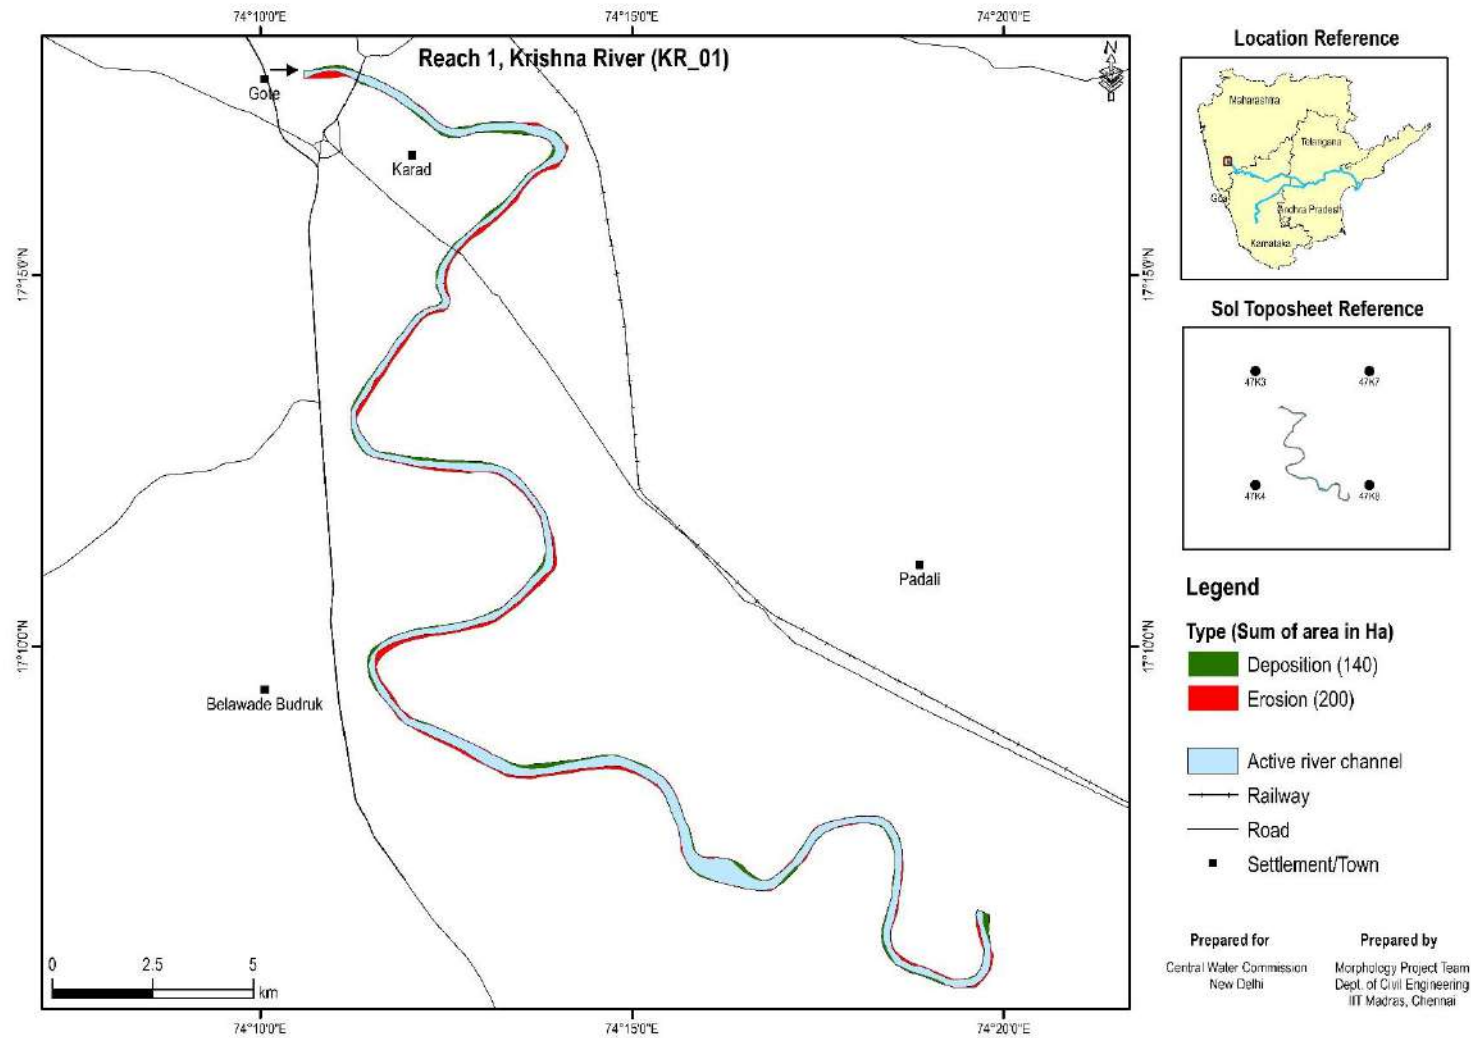 74°10'0"E
74°15'0"E
74°20'0"E
Reach 1, Krishna River (KR_01)
N
Gote
Karad
17°15'0"N
17°15'0"N
Padali
17°10'0"N
17°10'0"N
Belawade Budruk
0 2.5 5
km
74°10'0"E
74°15'0"E
74°20'0"E
Location Reference
Maharashtra
Telangana
Goa
Andhra Pradesh
Karnataka
SoI Toposheet Reference
47K3
47K7
47K4
47K8
Legend
Type (Sum of area in Ha)
Deposition (140)
Erosion (200)
Active river channel
Railway
Road
Settlement/Town
Prepared for
Central Water Commission
New Delhi
Prepared by
Morphology Project Team
Dept. of Civil Engineering
IIT Madras, Chennai